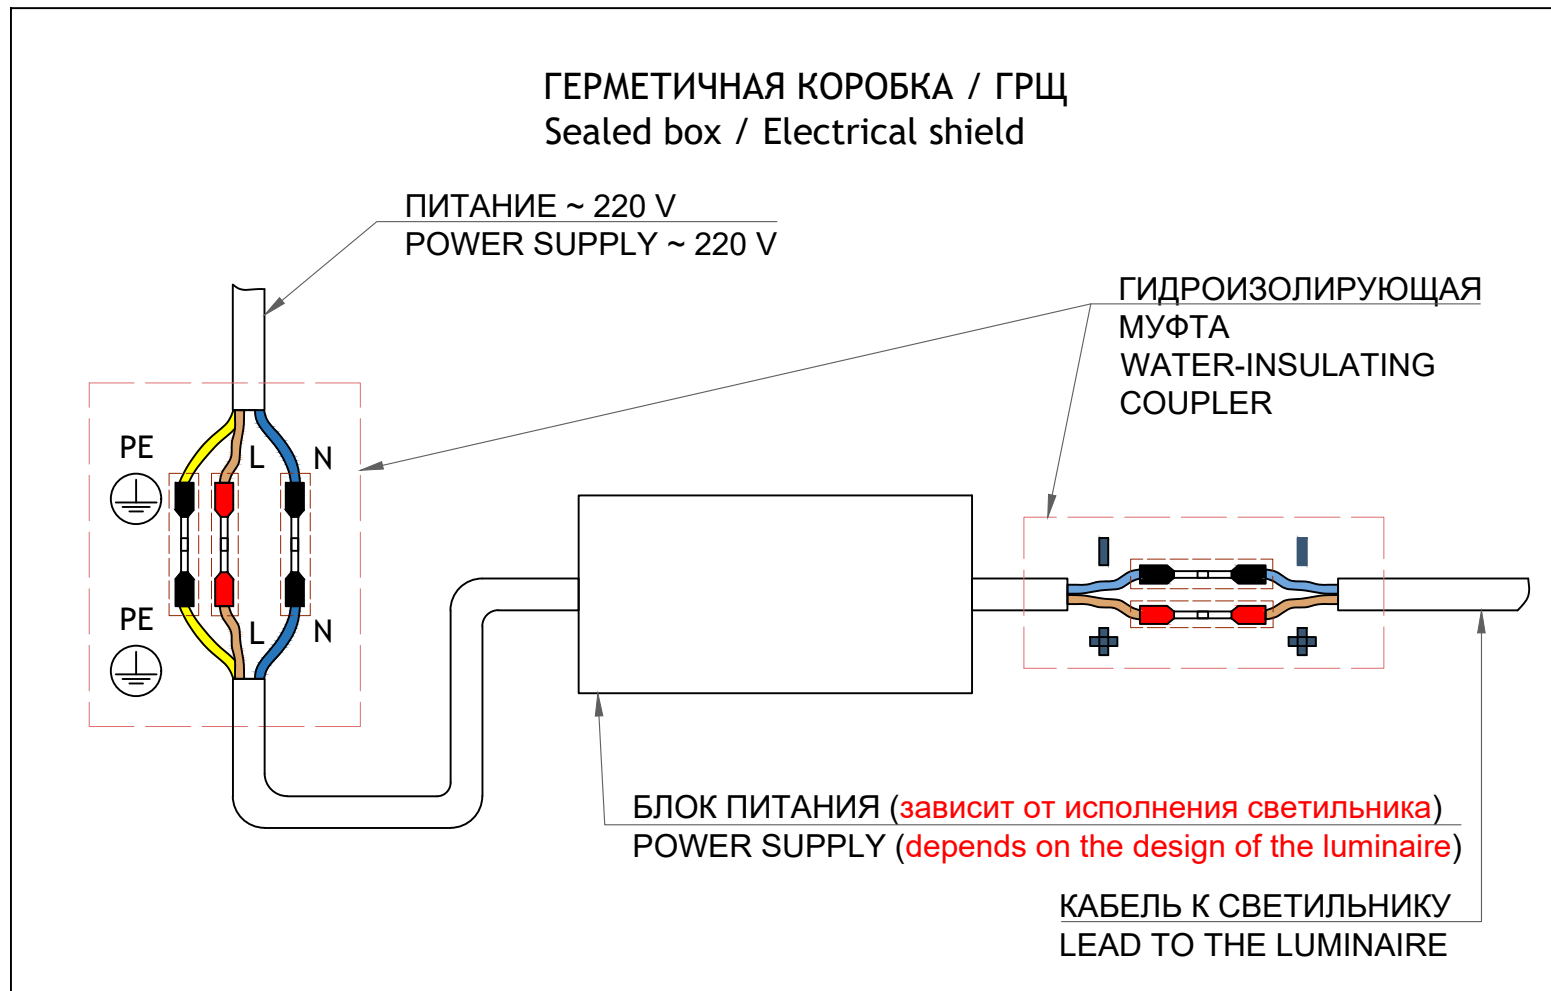 ГЕРМЕТИЧНАЯ КОРОБКА / ГРЩ
Sealed box / Electrical shield
ПИТАНИЕ ~ 220 V
POWER SUPPLY ~ 220 V
ГИДРОИЗОЛИРУЮЩАЯ
МУФТА
WATER-INSULATING
COUPLER
PE
L
N
PE
L
N
БЛОК ПИТАНИЯ (зависит от исполнения светильника)
POWER SUPPLY (depends on the design of the luminaire)
КАБЕЛЬ К СВЕТИЛЬНИКУ
LEAD TO THE LUMINAIRE